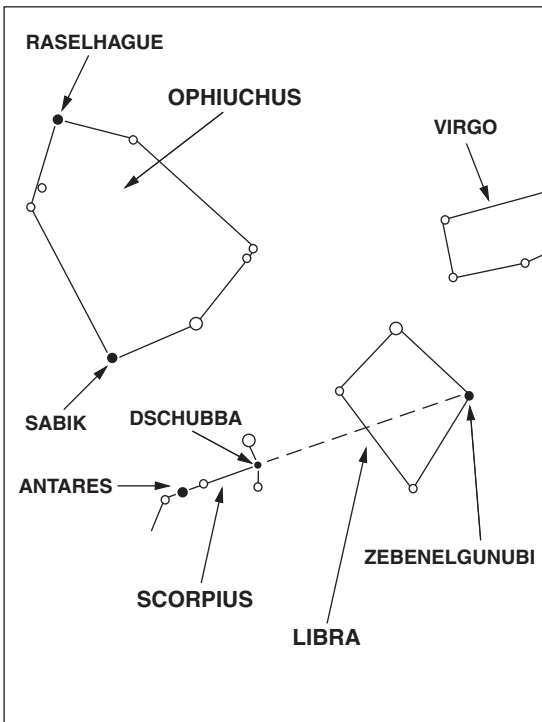 RASELHAGUE
OPHIUCHUS
VIRGO
SABIK
DSCHUBBA
ANTARES
ZEBENELGUNUBI
SCORPIUS
LIBRA